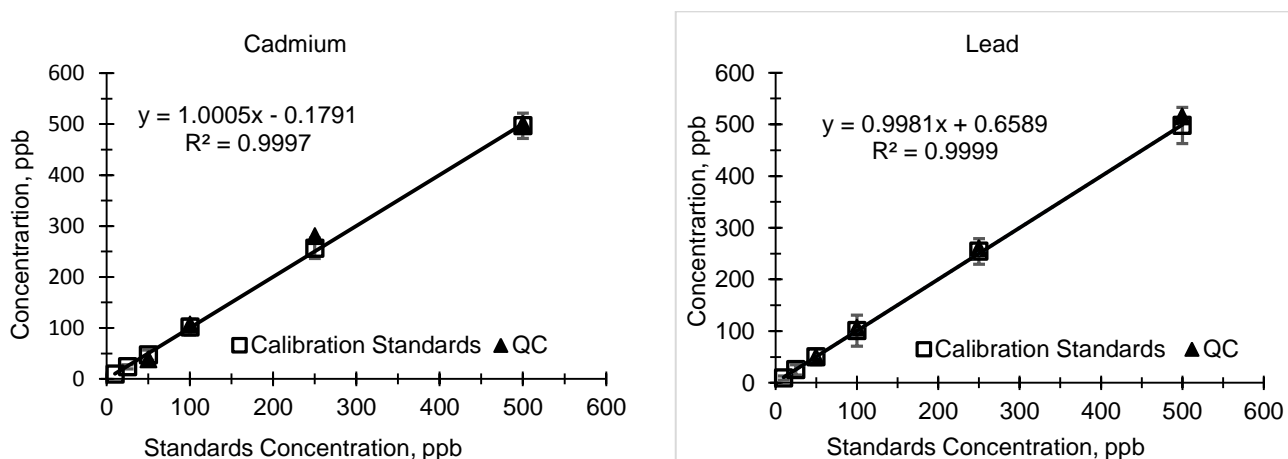 Cadmium
y = 1.0005x - 0.1791
R² = 0.9997
Concentrartion, ppb
600
500
400
300
200
100
0
Calibration Standards QC
0 100 200 300 400 500 600
Standards Concentration, ppb
Lead
y = 0.9981x + 0.6589
R² = 0.9999
Concentrartion, ppb
600
500
400
300
200
100
0
Calibration Standards QC
0 100 200 300 400 500 600
Standards Concentration, ppb